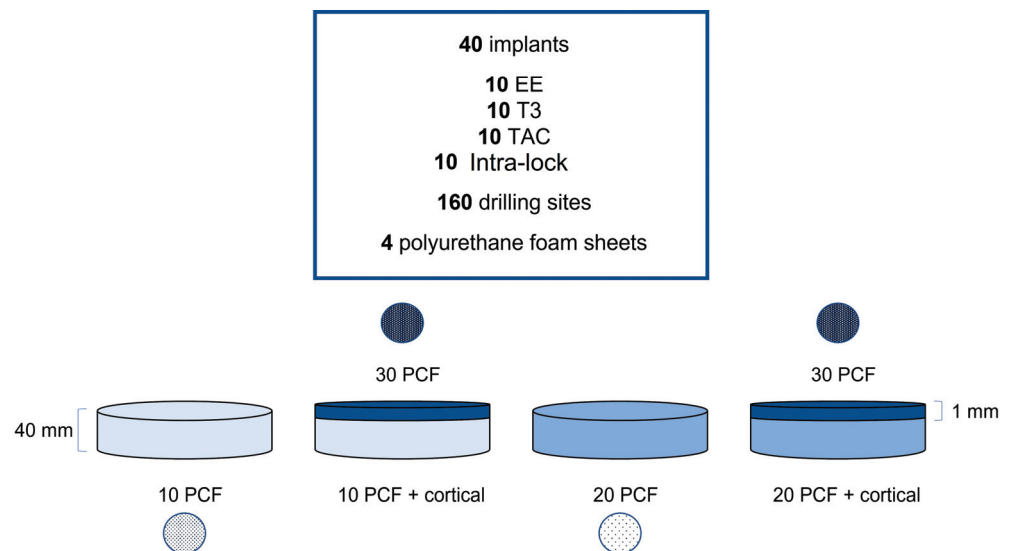 40 implants
10 EE
10 T3
10 TAC
10 Intra-lock
160 drilling sites
4 polyurethane foam sheets
30 PCF
30 PCF
40 mm
1 mm
10 PCF
10 PCF + cortical
20 PCF
20 PCF + cortical